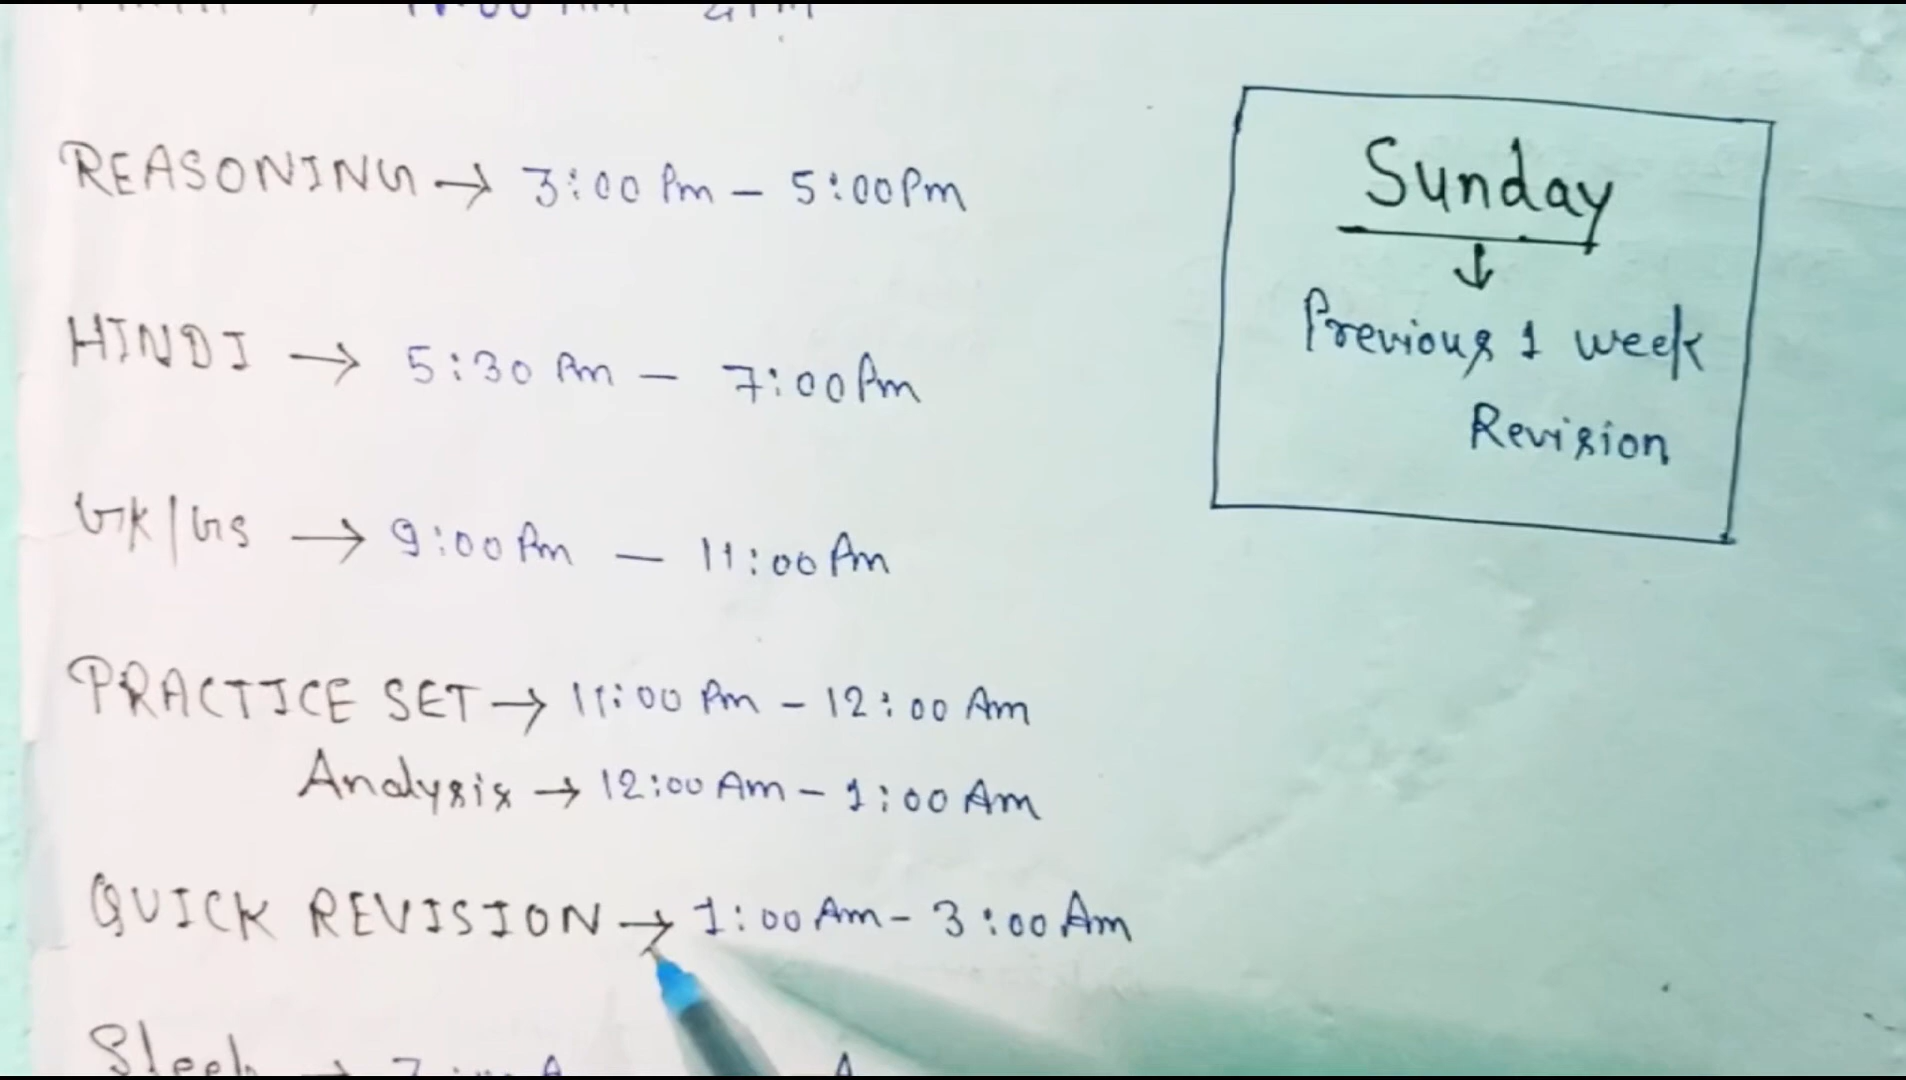 REASONING → 3:00 Pm – 5:00 Pm
HINDI → 5:30 Pm – 7:00 Pm
GK/GS → 9:00 Pm – 11:00 Pm
PRACTICE SET → 11:00 Pm – 12:00 Am
Analysis → 12:00 Am – 1:00 Am
QUICK REVISION → 1:00 Am – 3:00 Am
Sleep →
Sunday
↓
Previous 1 week
Revision